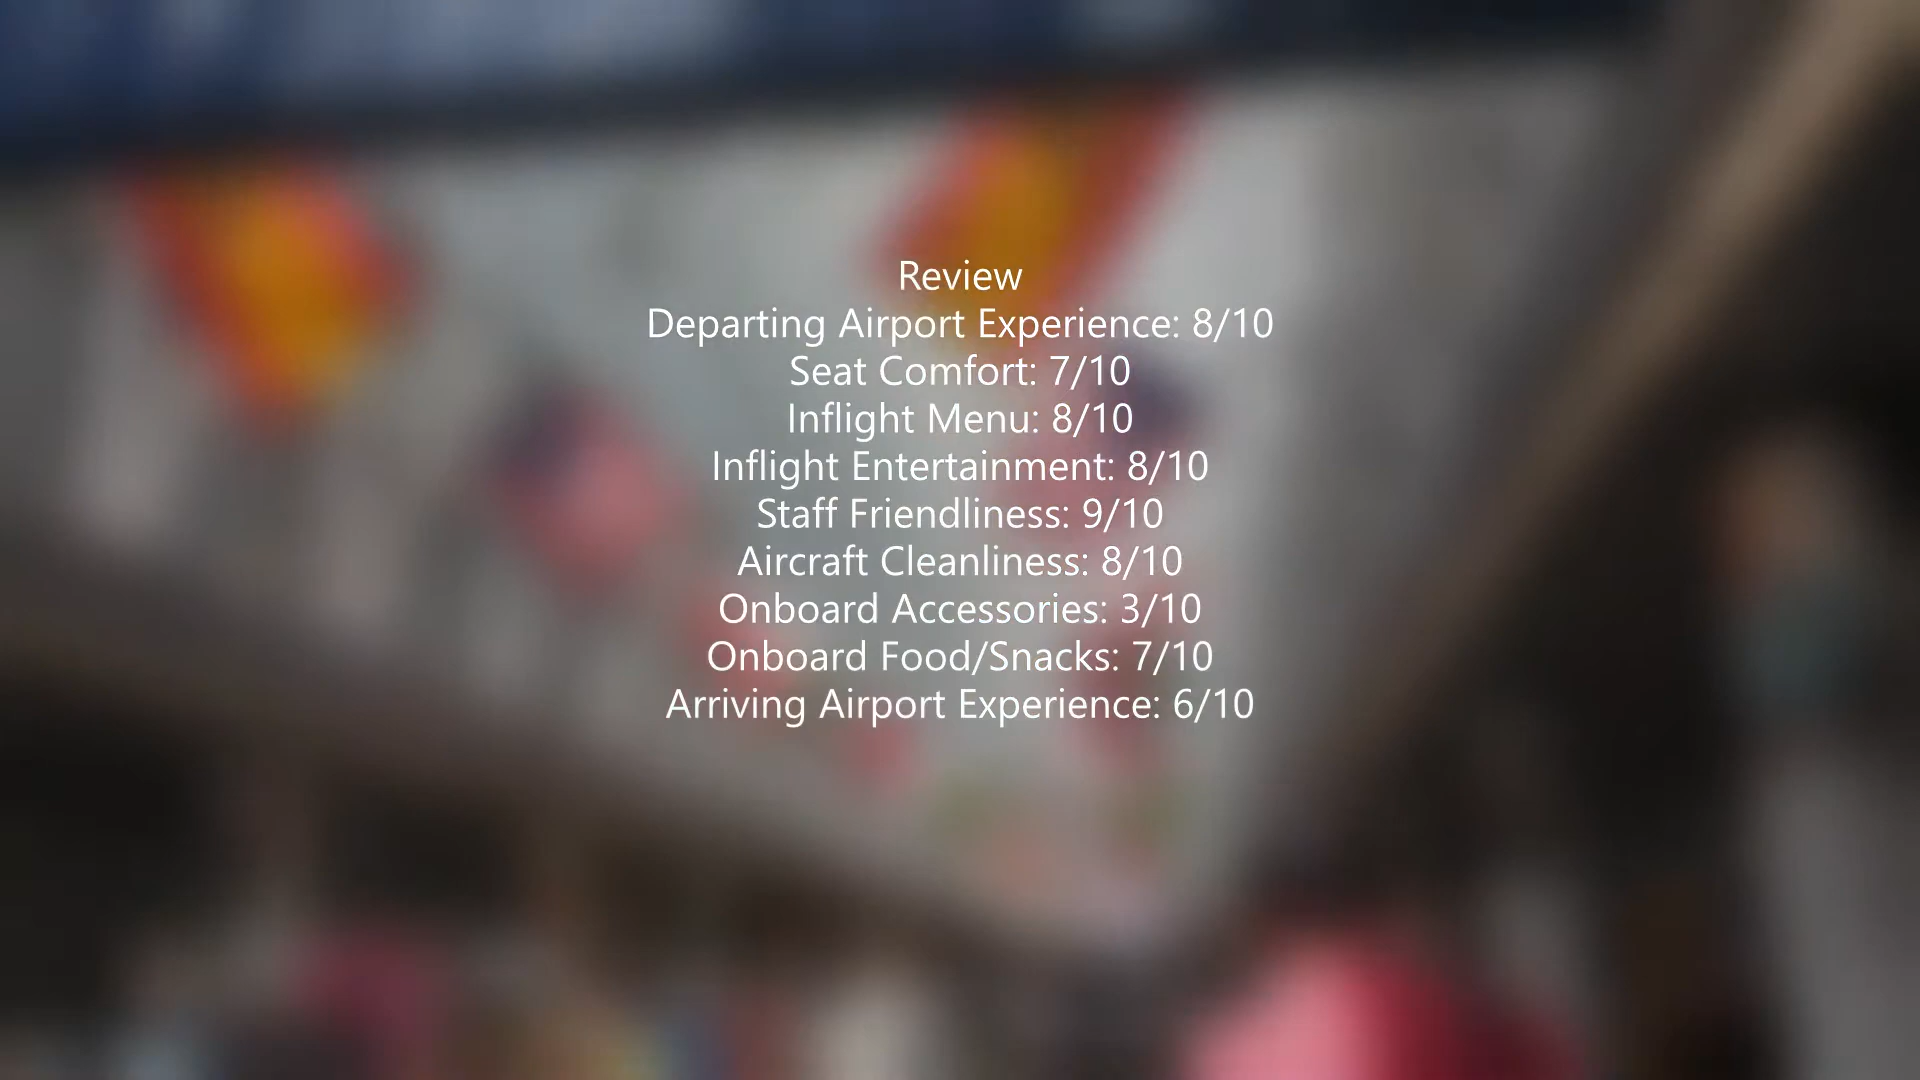 Review
Departing Airport Experience: 8/10
Seat Comfort: 7/10
Inflight Menu: 8/10
Inflight Entertainment: 8/10
Staff Friendliness: 9/10
Aircraft Cleanliness: 8/10
Onboard Accessories: 3/10
Onboard Food/Snacks: 7/10
Arriving Airport Experience: 6/10